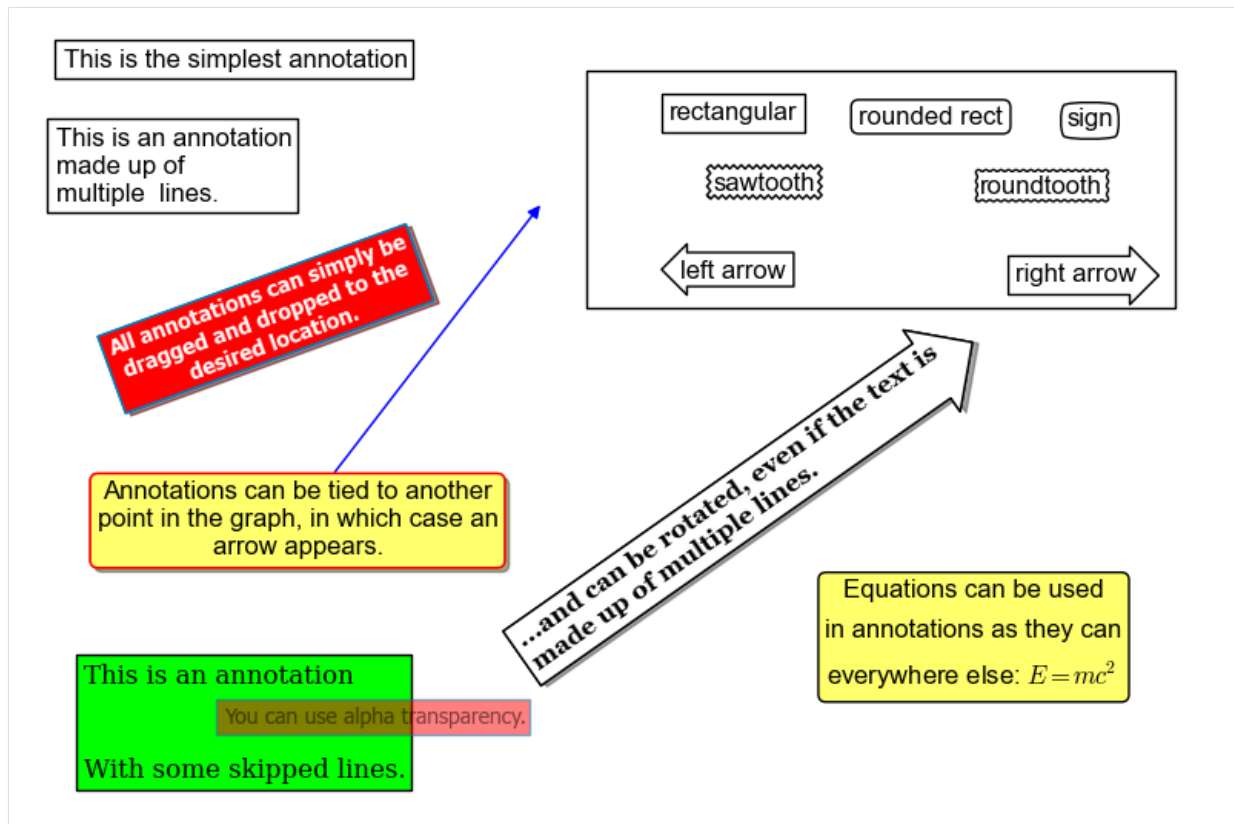 This is the simplest annotation
This is an annotation
made up of
multiple  lines.
rectangular
rounded rect
sign
sawtooth
roundtooth
left arrow
right arrow
All annotations can simply be
dragged and dropped to the
desired location.
...and can be rotated, even if the text is
made up of multiple lines.
Annotations can be tied to another
point in the graph, in which case an
arrow appears.
Equations can be used
in annotations as they can
everywhere else: E = mc²
This is an annotation
You can use alpha transparency.
With some skipped lines.